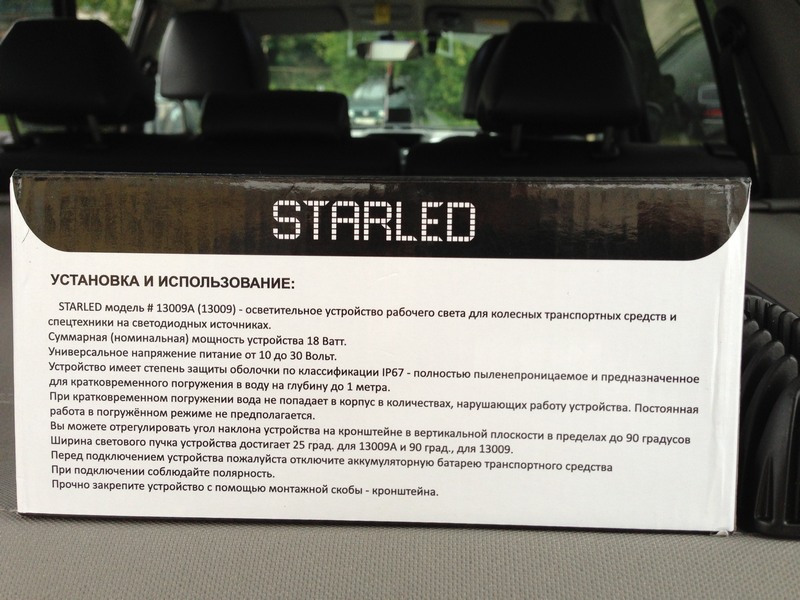 STARLED
УСТАНОВКА И ИСПОЛЬЗОВАНИЕ:
STARLED модель # 13009A (13009) - осветительное устройство рабочего света для колесных транспортных средств и
спецтехники на светодиодных источниках.
Суммарная (номинальная) мощность устройства 18 Ватт.
Универсальное напряжение питания от 10 до 30 Вольт.
Устройство имеет степень защиты оболочки по классификации IP67 - полностью пыленепроницаемое и предназначенное
для кратковременного погружения в воду на глубину до 1 метра.
При кратковременном погружении вода не попадает в корпус в количествах, нарушающих работу устройства. Постоянная
работа в погружённом режиме не предполагается.
Вы можете отрегулировать угол наклона устройства на кронштейне в вертикальной плоскости в пределах до 90 градусов
Ширина светового пучка устройства достигает 25 град. для 13009A и 90 град., для 13009.
Перед подключением устройства пожалуйста отключите аккумуляторную батарею транспортного средства
При подключении соблюдайте полярность.
Прочно закрепите устройство с помощью монтажной скобы - кронштейна.